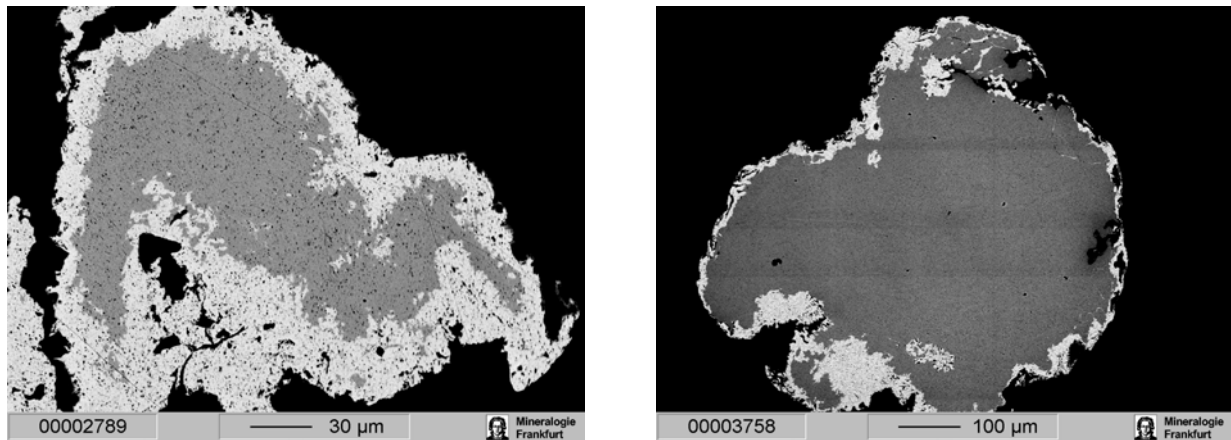 00002789
30 µm
Mineralogie
Frankfurt
00003758
100 µm
Mineralogie
Frankfurt